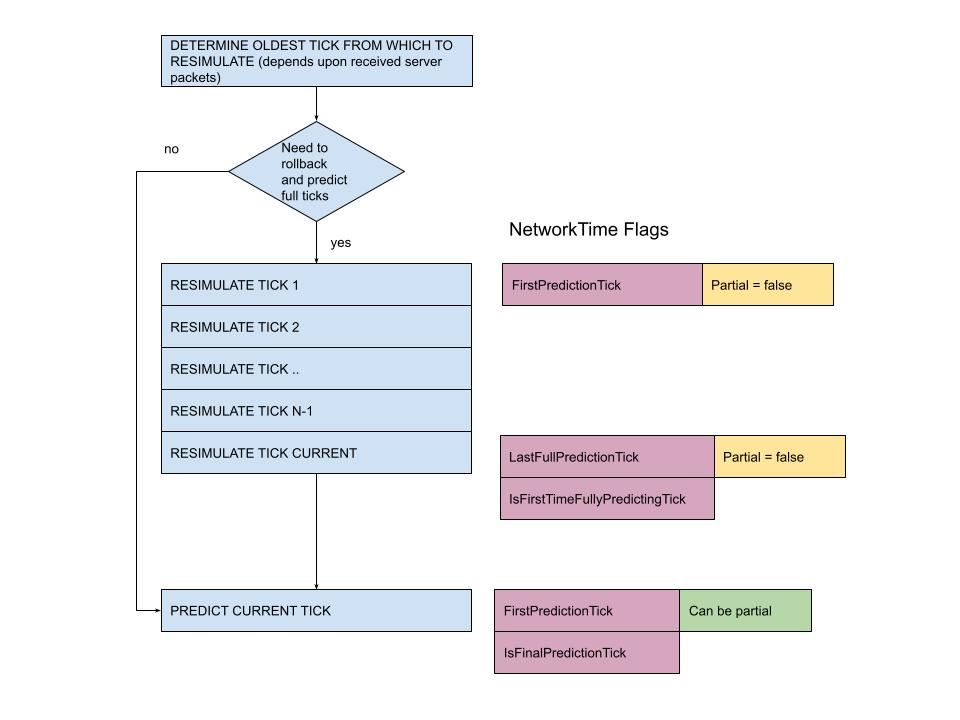 DETERMINE OLDEST TICK FROM WHICH TO
RESIMULATE (depends upon received server
packets)
no
Need to
rollback
and predict
full ticks
NetworkTime Flags
yes
RESIMULATE TICK 1
FirstPredictionTick
Partial = false
RESIMULATE TICK 2
RESIMULATE TICK ..
RESIMULATE TICK N-1
RESIMULATE TICK CURRENT
LastFullPredictionTick
Partial = false
IsFirstTimeFullyPredictingTick
PREDICT CURRENT TICK
FirstPredictionTick
Can be partial
IsFinalPredictionTick